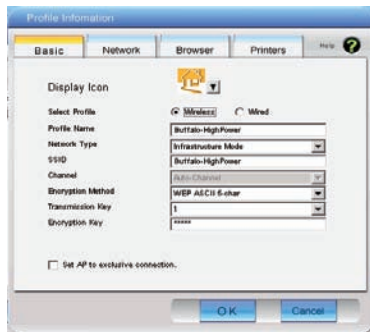 Profile Infomation
Basic Network Browser Printers Help
Display Icon
Select Profile Wireless Wired
Profile Name Buffalo-HighPower
Network Type Infrastructure Mode
SSID Buffalo-HighPower
Channel Auto-Channel
Encryption Method WEP ASCII 5-char
Transmission Key 1
Encryption Key *****
Set AP to exclusive connection.
OK Cancel